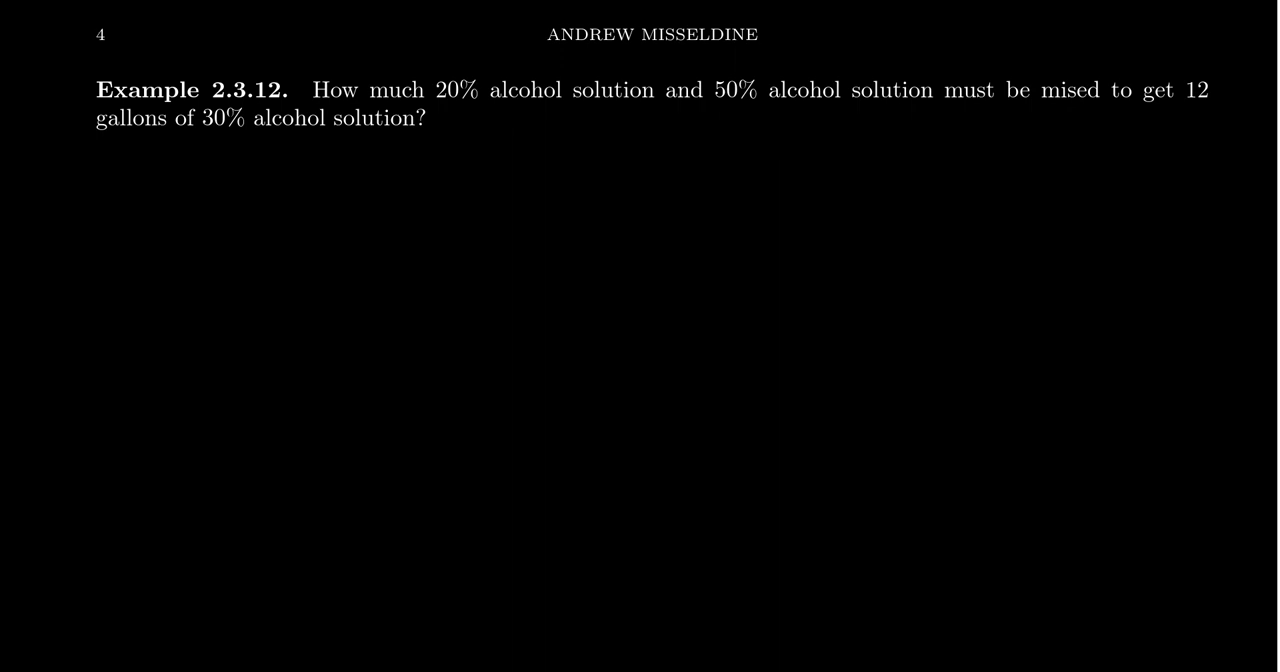 4
ANDREW MISSELDINE
Example 2.3.12. How much 20% alcohol solution and 50% alcohol solution must be mised to get 12
gallons of 30% alcohol solution?